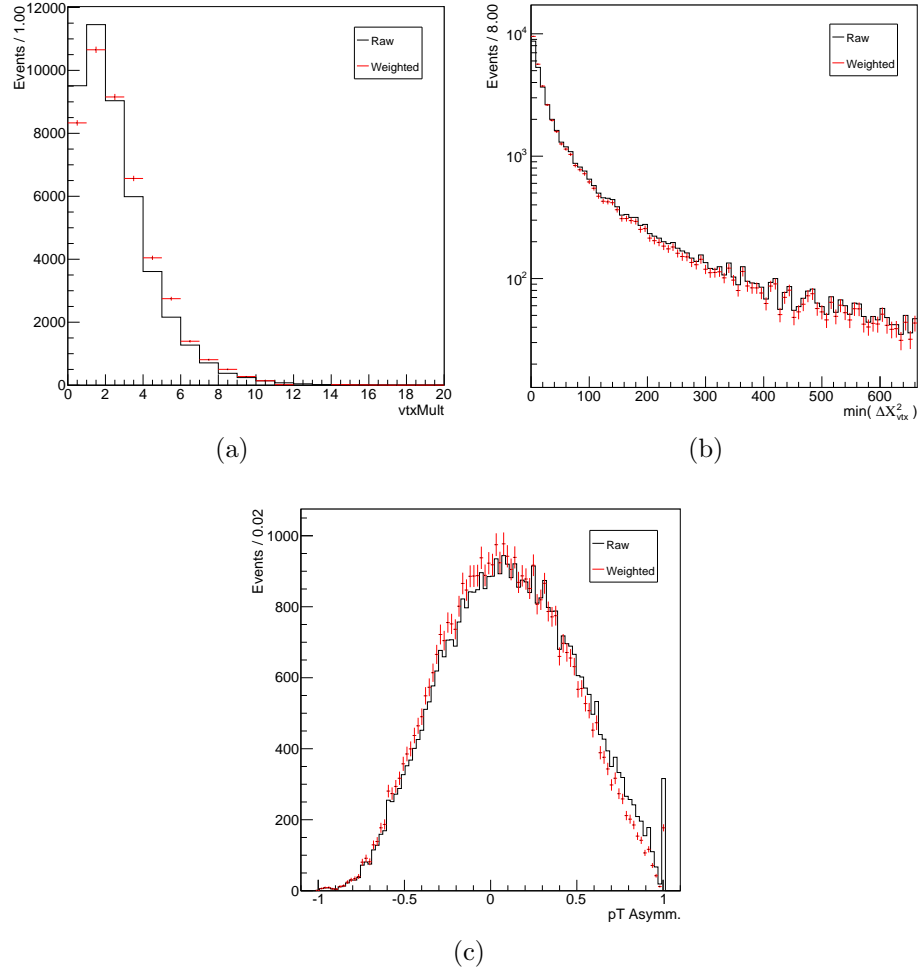 Events / 1.00
12000
10000
8000
6000
4000
2000
0
0 2 4 6 8 10 12 14 16 18 20
vtxMult
Raw
Weighted
(a)
Events / 8.00
10⁴
10³
10²
0 100 200 300 400 500 600
min( ΔX²vtx )
Raw
Weighted
(b)
Events / 0.02
1000
800
600
400
200
0
-1 -0.5 0 0.5 1
pT Asymm.
Raw
Weighted
(c)